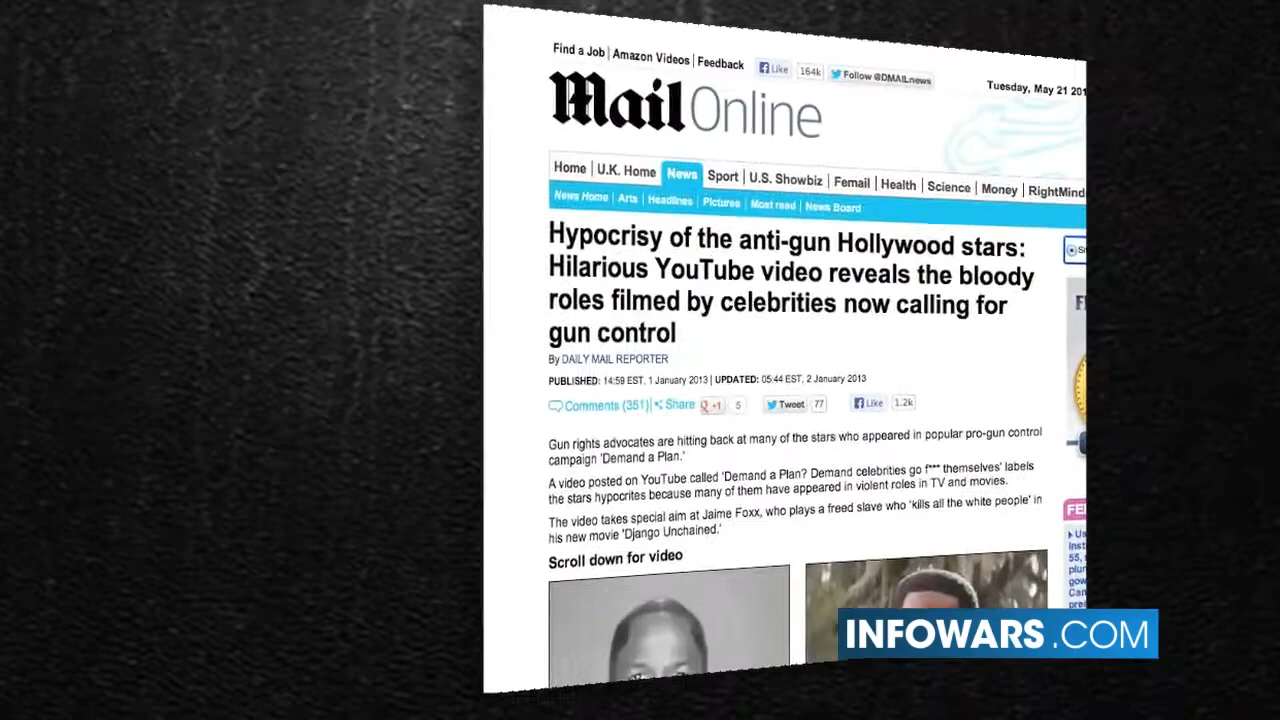 Find a Job | Amazon Videos | Feedback
Like 164k Follow @DMAILnews
Tuesday, May 21
Mail Online
Home | U.K. Home | News | Sport | U.S. Showbiz | Femail | Health | Science | Money | RightMind
News Home | Arts | Headlines | Pictures | Most read | News Board
Hypocrisy of the anti-gun Hollywood stars:
Hilarious YouTube video reveals the bloody
roles filmed by celebrities now calling for
gun control
By DAILY MAIL REPORTER
PUBLISHED: 14:59 EST, 1 January 2013 | UPDATED: 05:44 EST, 2 January 2013
Comments (351) | Share +1 5 Tweet 77 Like 1.2k
Gun rights advocates are hitting back at many of the stars who appeared in popular pro-gun control
campaign 'Demand a Plan.'
A video posted on YouTube called 'Demand a Plan? Demand celebrities go f*** themselves' labels
the stars hypocrites because many of them have appeared in violent roles in TV and movies.
The video takes special aim at Jaime Foxx, who plays a freed slave who 'kills all the white people' in
his new movie 'Django Unchained.'
Scroll down for video
INFOWARS.COM